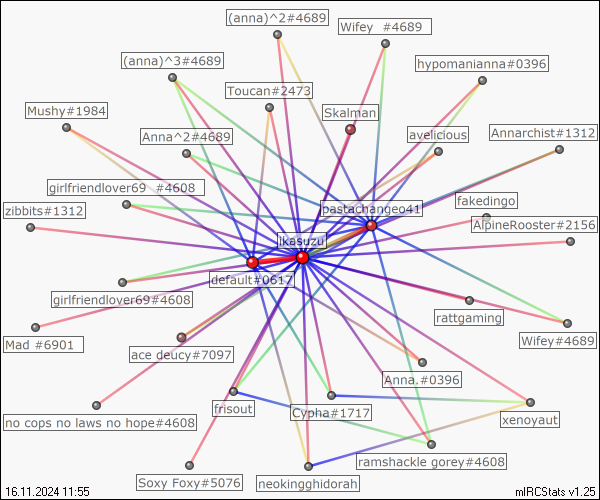 (anna)^2#4689
Wifey  #4689
(anna)^3#4689
hypomanianna#0396
Toucan#2473
Mushy#1984
Skalman
Anna^2#4689
avelicious
Annarchist#1312
girlfriendlover69  #4608
zibbits#1312
pastachangeo41
fakedingo
AlpineRooster#2156
ikasuzu
default#0617
girlfriendlover69#4608
rattgaming
Mad #6901
ace deucy#7097
Wifey#4689
Anna.#0396
no cops no laws no hope#4608
frisout
Cypha#1717
xenoyaut
Soxy Foxy#5076
neokingghidorah
ramshackle gorey#4608
16.11.2024 11:55
mIRCStats v1.25